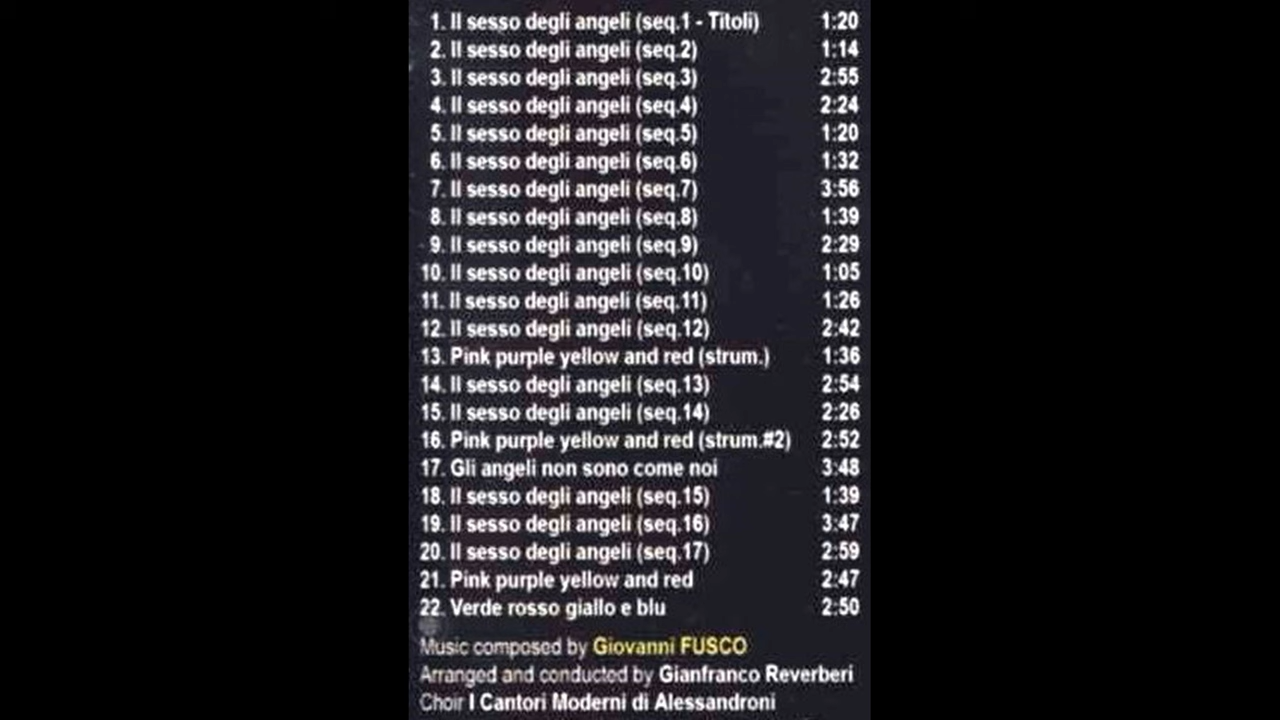 1. Il sesso degli angeli (seq.1 - Titoli) 1:20
2. Il sesso degli angeli (seq.2) 1:14
3. Il sesso degli angeli (seq.3) 2:55
4. Il sesso degli angeli (seq.4) 2:24
5. Il sesso degli angeli (seq.5) 1:20
6. Il sesso degli angeli (seq.6) 1:32
7. Il sesso degli angeli (seq.7) 3:56
8. Il sesso degli angeli (seq.8) 1:39
9. Il sesso degli angeli (seq.9) 2:29
10. Il sesso degli angeli (seq.10) 1:05
11. Il sesso degli angeli (seq.11) 1:26
12. Il sesso degli angeli (seq.12) 2:42
13. Pink purple yellow and red (strum.) 1:36
14. Il sesso degli angeli (seq.13) 2:54
15. Il sesso degli angeli (seq.14) 2:26
16. Pink purple yellow and red (strum.#2) 2:52
17. Gli angeli non sono come noi 3:48
18. Il sesso degli angeli (seq.15) 1:39
19. Il sesso degli angeli (seq.16) 3:47
20. Il sesso degli angeli (seq.17) 2:59
21. Pink purple yellow and red 2:47
22. Verde rosso giallo e blu 2:50
Music composed by Giovanni FUSCO
Arranged and conducted by Gianfranco Reverberi
Choir I Cantori Moderni di Alessandroni